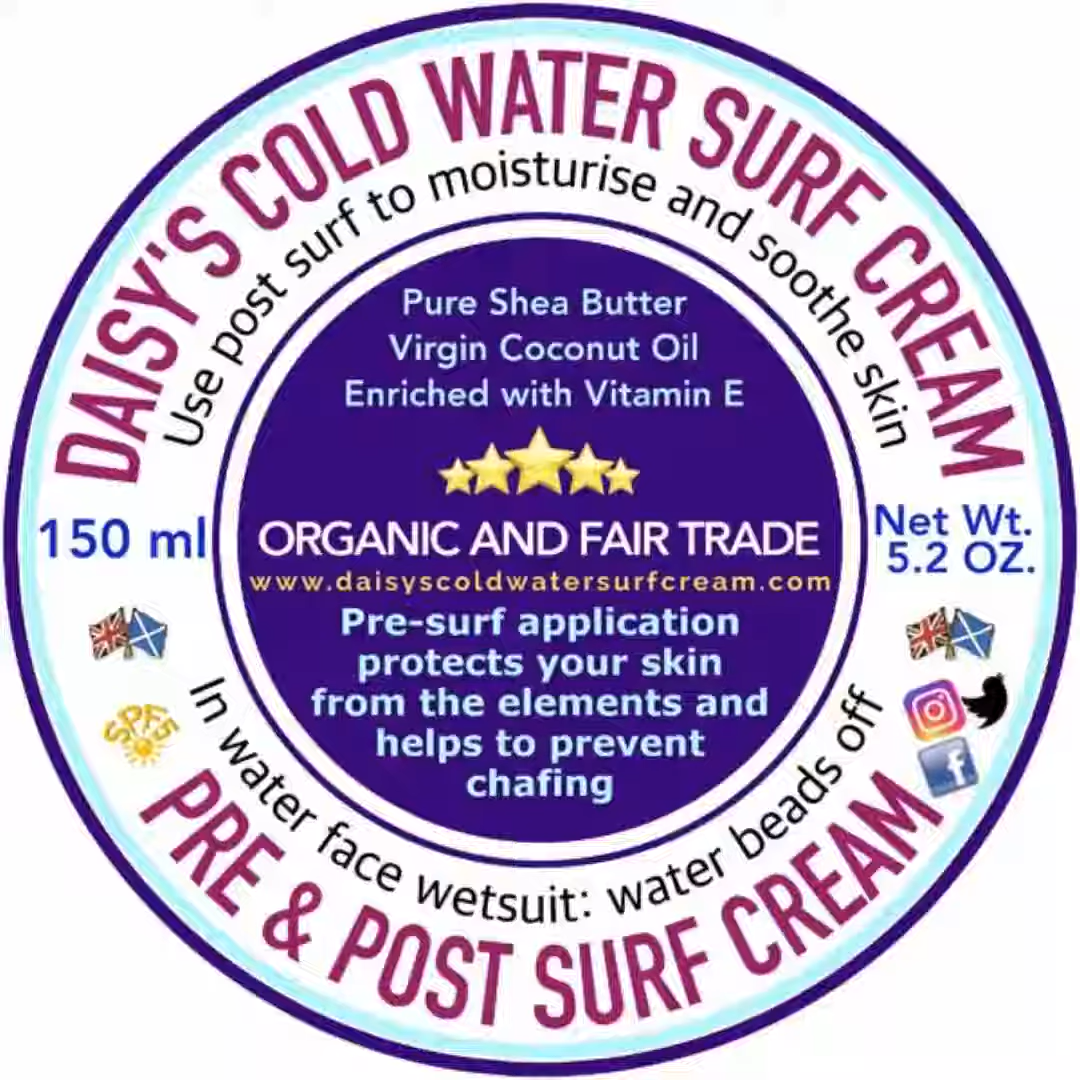 DAISY'S COLD WATER SURF CREAM
Use post surf to moisturise and soothe skin
Pure Shea Butter
Virgin Coconut Oil
Enriched with Vitamin E
150 ml
Net Wt.
5.2 OZ.
ORGANIC AND FAIR TRADE
www.daisyscoldwatersurfcream.com
Pre-surf application
protects your skin
from the elements and
helps to prevent
chafing
SPF5
In water face wetsuit: water beads off
PRE & POST SURF CREAM